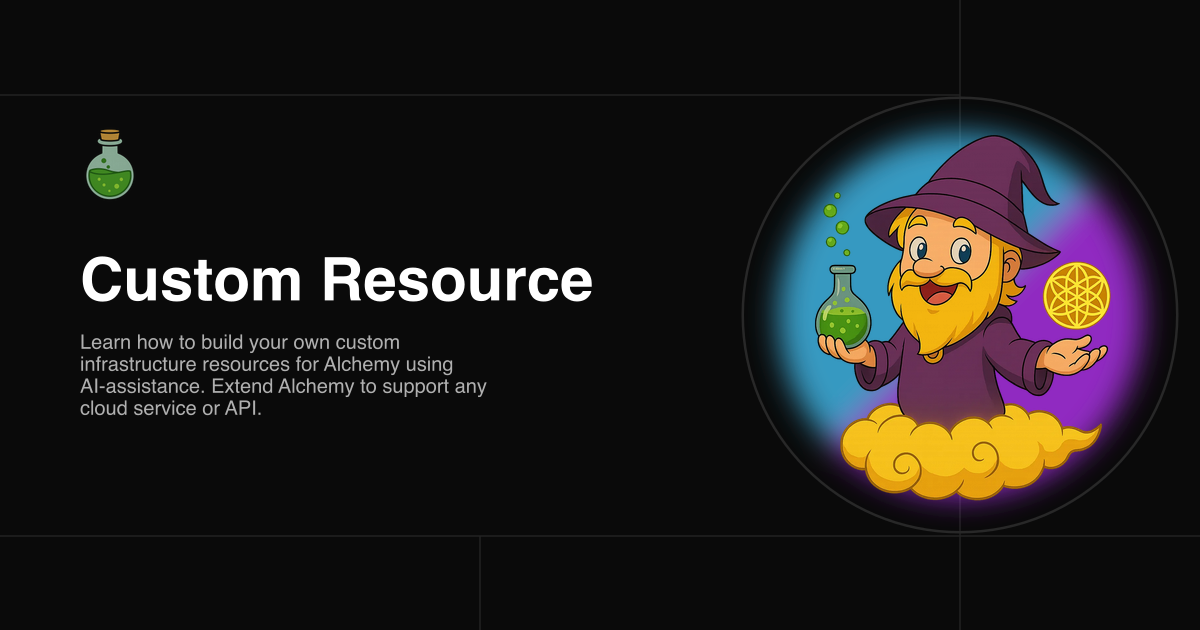 Custom Resource
Learn how to build your own custom
infrastructure resources for Alchemy using
AI-assistance. Extend Alchemy to support any
cloud service or API.